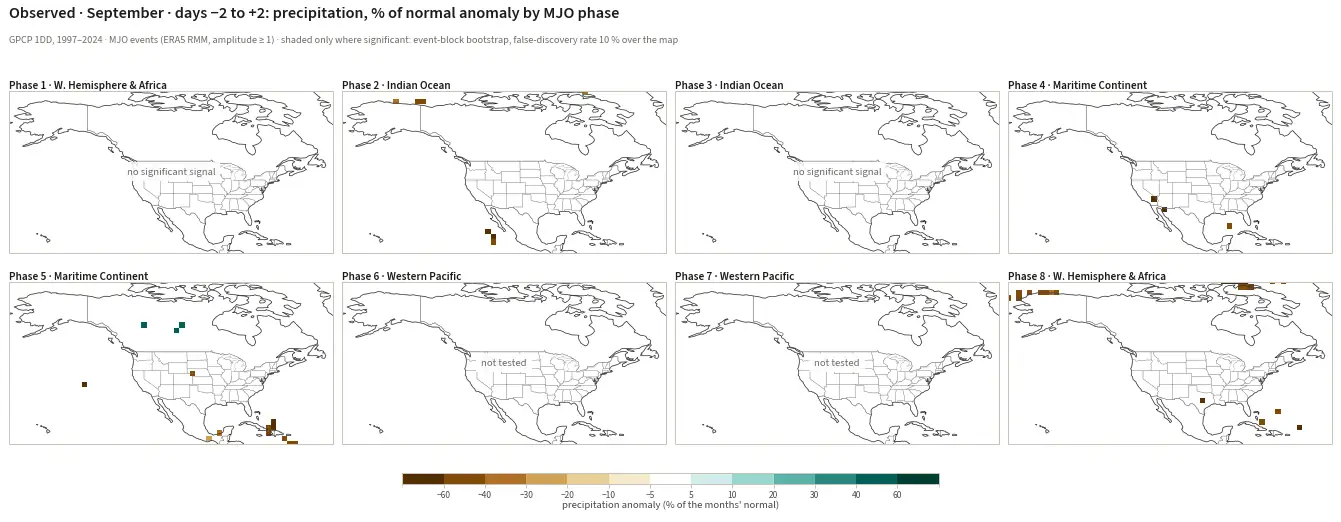 Observed · September · days −2 to +2: precipitation, % of normal anomaly by MJO phase
GPCP 1DD, 1997–2024 · MJO events (ERA5 RMM, amplitude ≥ 1) · shaded only where significant: event-block bootstrap, false-discovery rate 10 % over the map
Phase 1 · W. Hemisphere & Africa
Phase 2 · Indian Ocean
Phase 3 · Indian Ocean
Phase 4 · Maritime Continent
no significant signal
no significant signal
Phase 5 · Maritime Continent
Phase 6 · Western Pacific
Phase 7 · Western Pacific
Phase 8 · W. Hemisphere & Africa
not tested
not tested
−60 −40 −30 −20 −10 −5 5 10 20 30 40 60
precipitation anomaly (% of the months' normal)